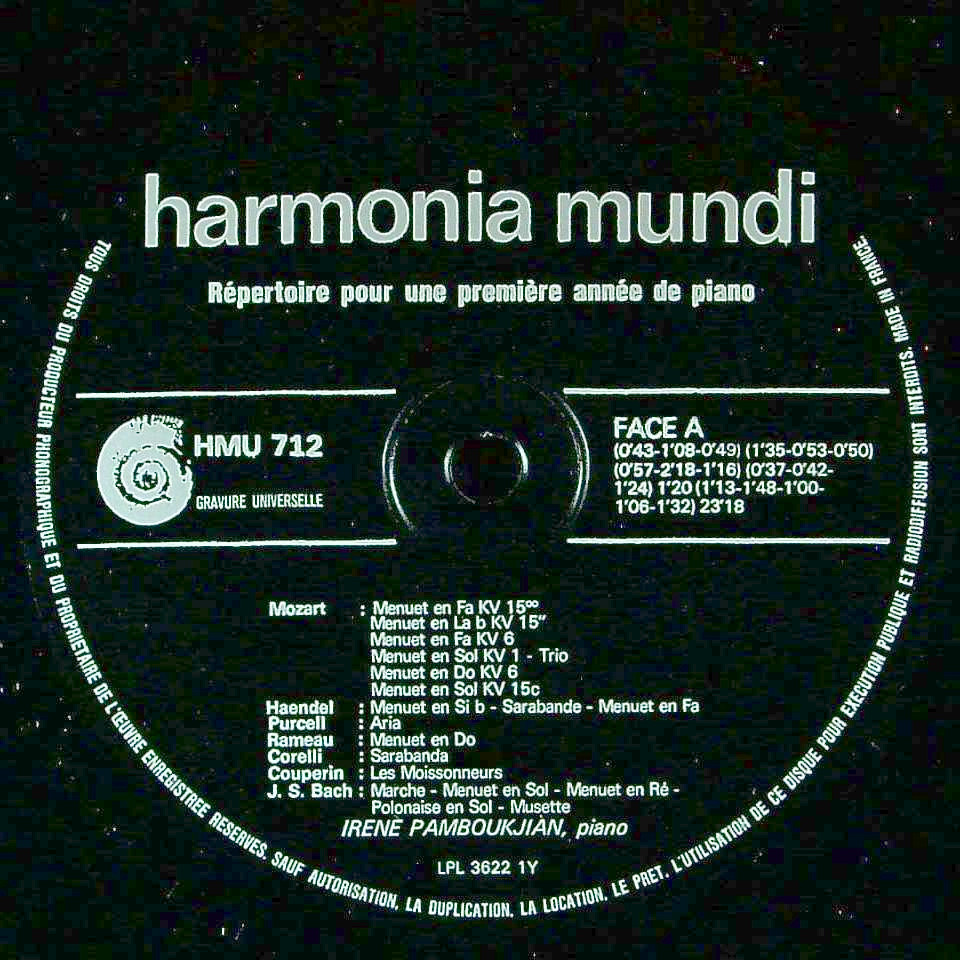 harmonia mundi
Répertoire pour une première année de piano
HMU 712
GRAVURE UNIVERSELLE
FACE A
(0'43-1'08-0'49) (1'35-0'53-0'50)
(0'57-2'18-1'16) (0'37-0'42-
1'24) 1'20 (1'13-1'48-1'00-
1'06-1'32) 23'18
Mozart : Menuet en Fa KV 15°°
Menuet en La b KV 15"
Menuet en Fa KV 6
Menuet en Sol KV 1 - Trio
Menuet en Do KV 6
Menuet en Sol KV 15c
Haendel : Menuet en Si b - Sarabande - Menuet en Fa
Purcell : Aria
Rameau : Menuet en Do
Corelli : Sarabanda
Couperin : Les Moissonneurs
J. S. Bach : Marche - Menuet en Sol - Menuet en Ré -
Polonaise en Sol - Musette
IRENE PAMBOUKJIAN, piano
LPL 3622 1Y
TOUS DROITS DU PRODUCTEUR PHONOGRAPHIQUE ET DU PROPRIETAIRE DE L'ŒUVRE ENREGISTREE RESERVES. SAUF AUTORISATION, LA DUPLICATION, LA LOCATION, LE PRET, L'UTILISATION DE CE DISQUE POUR EXECUTION PUBLIQUE ET RADIODIFFUSION SONT INTERDITS. MADE IN FRANCE.